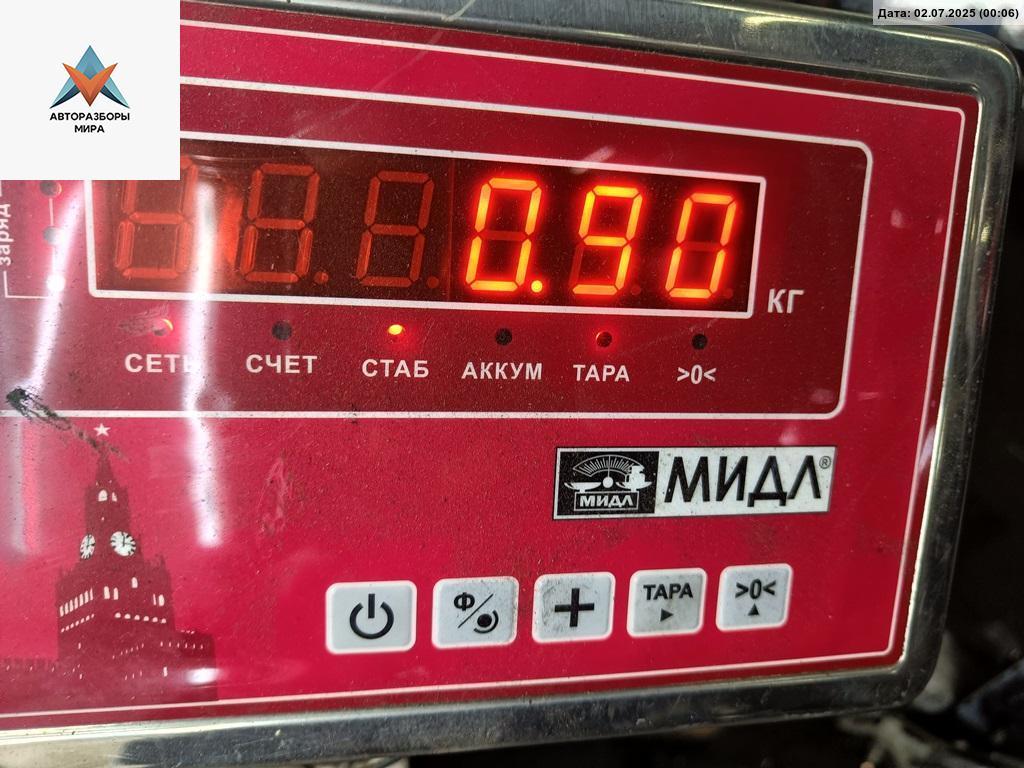 Дата: 02.07.2025 (00:06)
АВТОРАЗБОРЫ
МИРА
заряд
0.90
КГ
СЕТЬ СЧЕТ СТАБ АККУМ ТАРА >0<
МИДЛ МИДЛ®
Ф ТАРА >0<